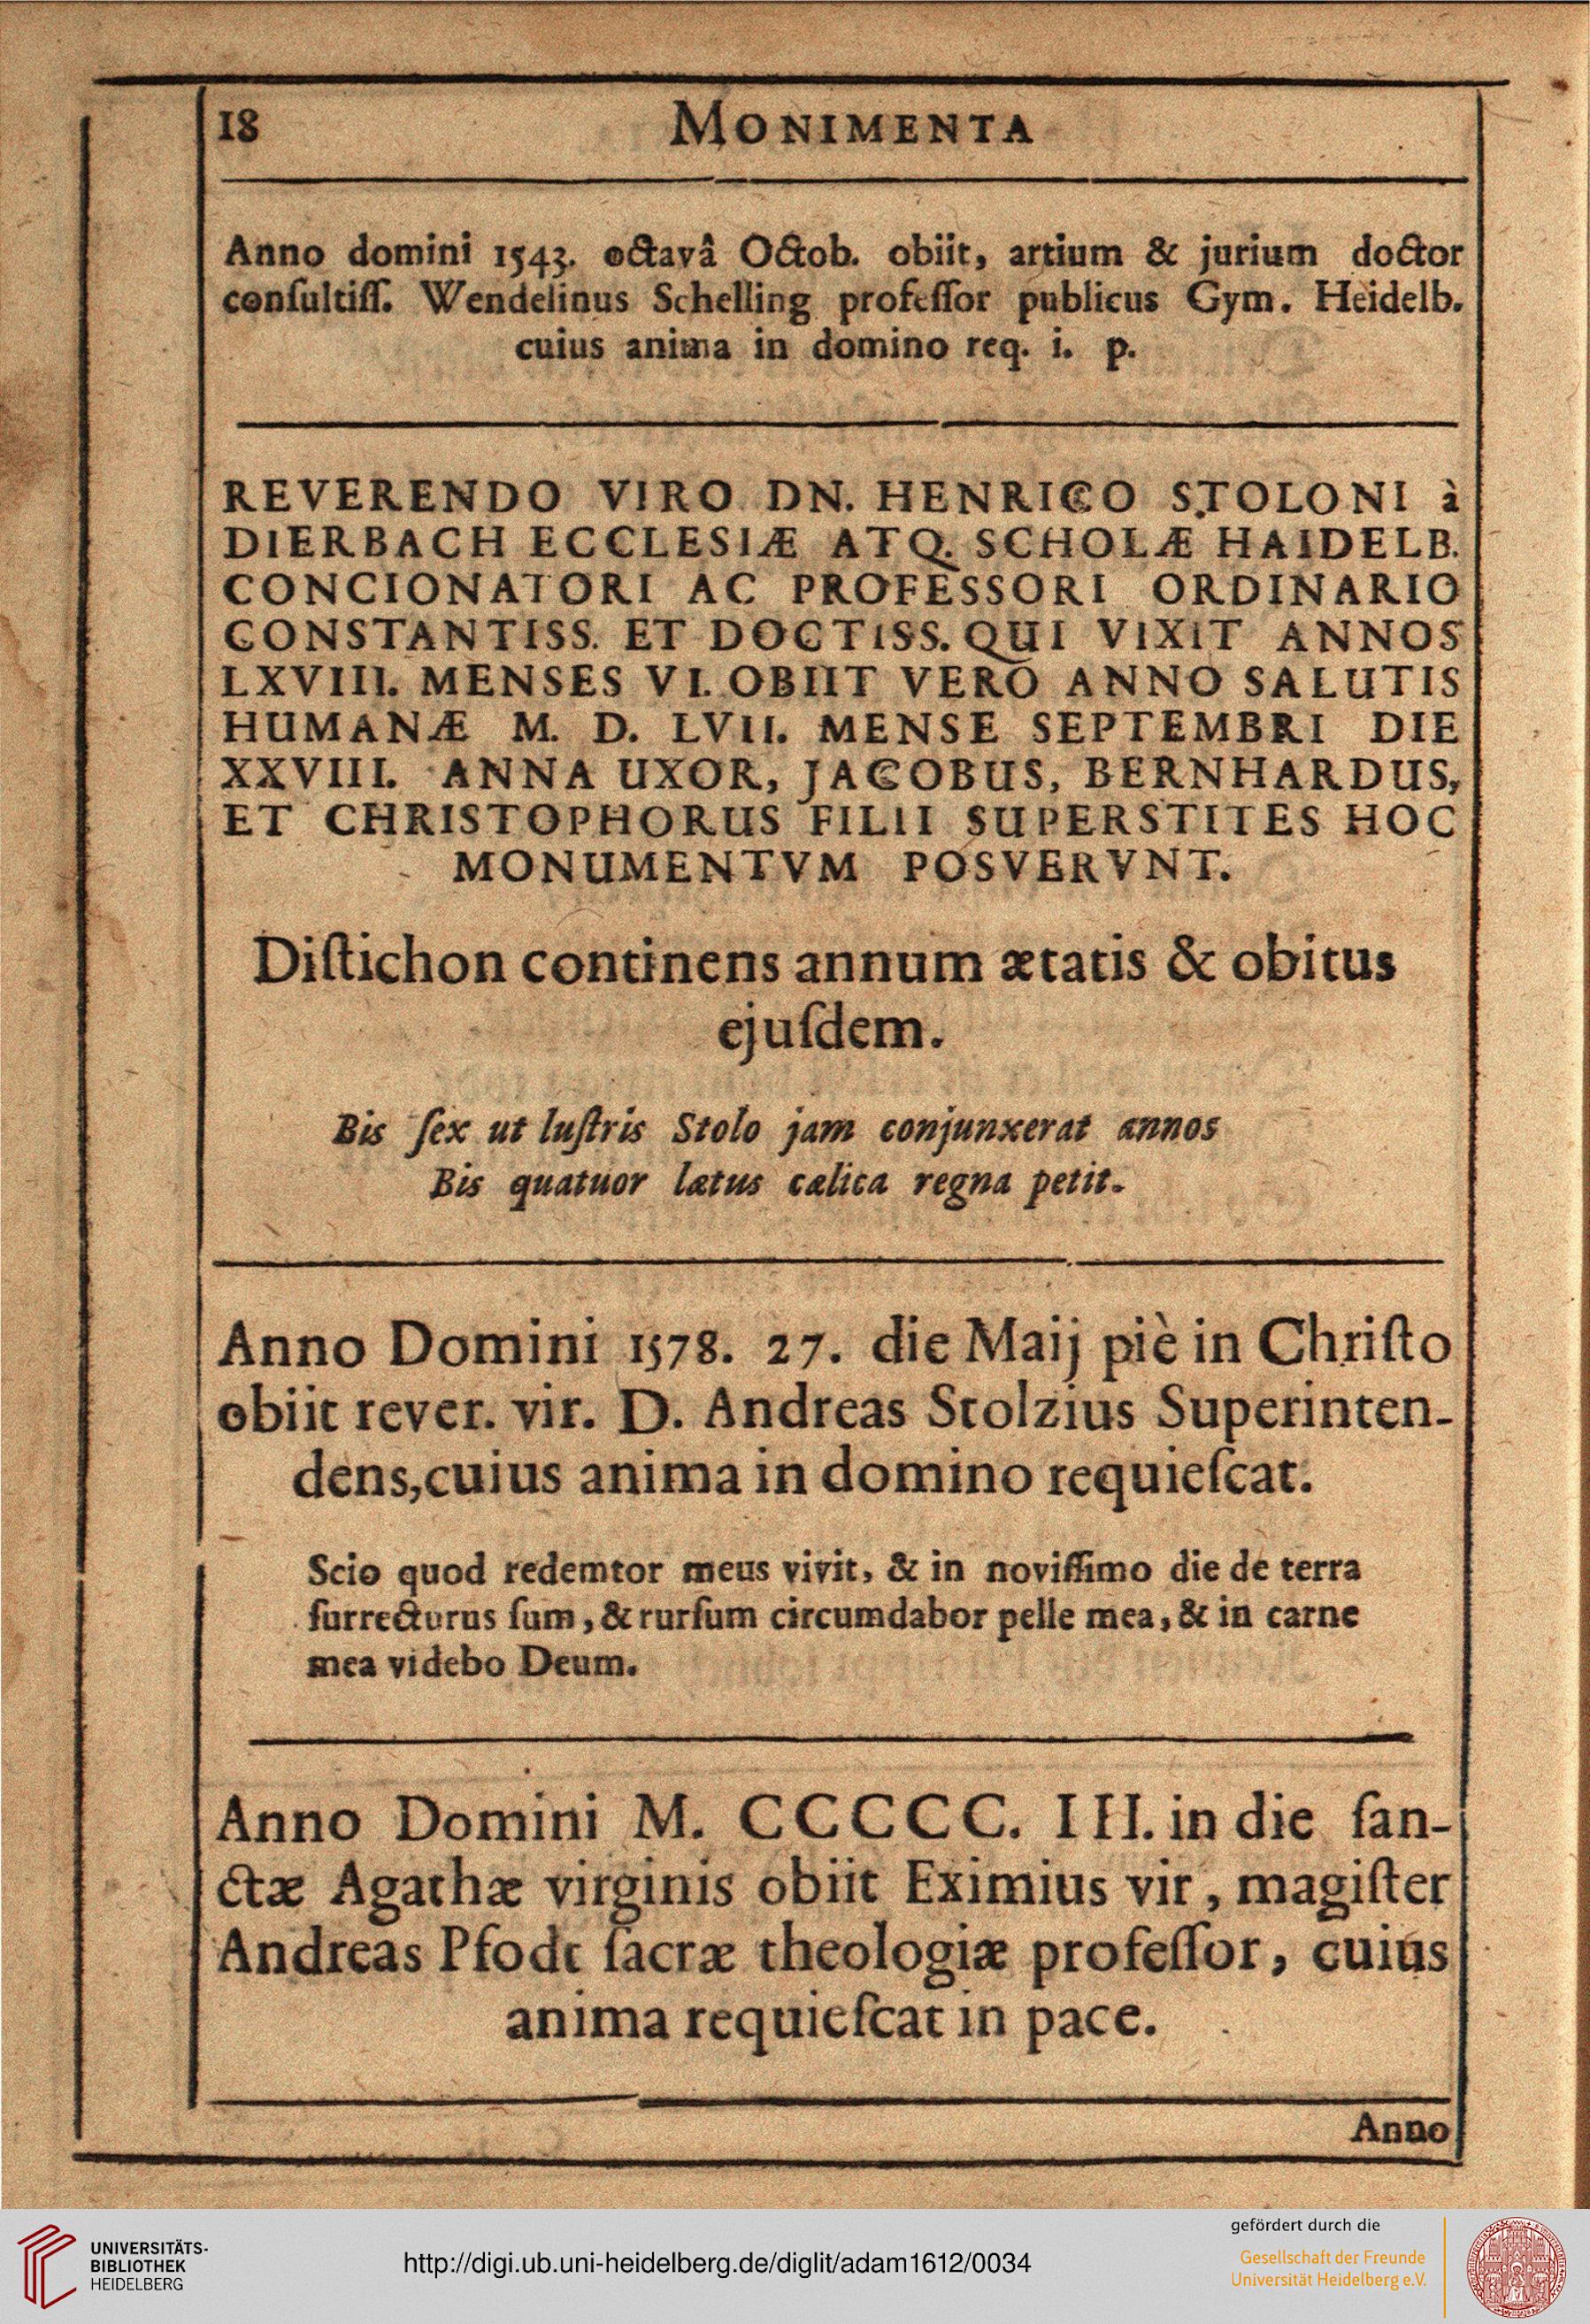 18 MONIMENTA
Anno domini 1543. octavâ Octob. obiit, artium & jurium doctor
conſultiſſ. Wendelinus Schelling profeſſor publicus Gym. Heidelb.
cuius anima in domino req. i. p.
REVERENDO VIRO DN. HENRICO STOLONI à
DIERBACH ECCLESIÆ ATQ. SCHOLÆ HAIDELB.
CONCIONATORI AC PROFESSORI ORDINARIO
CONSTANTISS. ET DOCTISS. QUI VIXIT ANNOS
LXVIII. MENSES VI. OBIIT VERO ANNO SALUTIS
HUMANÆ M. D. LVII. MENSE SEPTEMBRI DIE
XXVIII. ANNA UXOR, JACOBUS, BERNHARDUS,
ET CHRISTOPHORUS FILII SUPERSTITES HOC
MONUMENTVM POSVERVNT.
Diſtichon continens annum ætatis & obitus
ejuſdem.
Bis ſex ut luſtris Stolo jam conjunxerat annos
Bis quatuor lætus cælica regna petit.
Anno Domini 1578. 27. die Maij piè in Chriſto
obiit rever. vir. D. Andreas Stolzius Superinten-
dens, cuius anima in domino requieſcat.
Scio quod redemtor meus vivit, & in noviſſimo die de terra
ſurrecturus ſum, & rurſum circumdabor pelle mea, & in carne
mea videbo Deum.
Anno Domini M. CCCCC. III. in die ſan-
ctæ Agathæ virginis obiit Eximius vir, magiſter
Andreas Pfodt ſacræ theologiæ profeſſor, cuius
anima requieſcat in pace.
Anno
UNIVERSITÄTS-
BIBLIOTHEK
HEIDELBERG
http://digi.ub.uni-heidelberg.de/diglit/adam1612/0034
gefördert durch die
Gesellschaft der Freunde
Universität Heidelberg e.V.